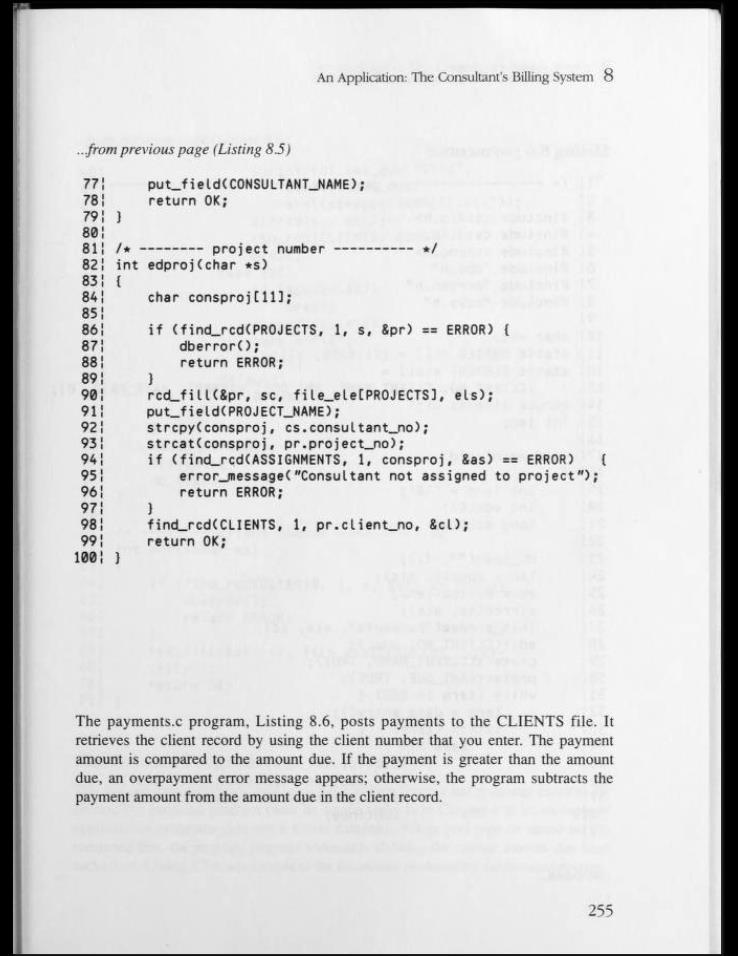 An Application: The Consultant's Billing System 8
...from previous page (Listing 8.5)
77¦ put_field(CONSULTANT_NAME);
78¦ return OK;
79¦ }
80¦
81¦ /* -------- project number ---------- */
82¦ int edproj(char *s)
83¦ {
84¦ char consproj[11];
85¦
86¦ if (find_rcd(PROJECTS, 1, s, &pr) == ERROR) {
87¦ dberror();
88¦ return ERROR;
89¦ }
90¦ rcd_fill(&pr, sc, file_ele[PROJECTS], els);
91¦ put_field(PROJECT_NAME);
92¦ strcpy(consproj, cs.consultant_no);
93¦ strcat(consproj, pr.project_no);
94¦ if (find_rcd(ASSIGNMENTS, 1, consproj, &as) == ERROR) {
95¦ error_message("Consultant not assigned to project");
96¦ return ERROR;
97¦ }
98¦ find_rcd(CLIENTS, 1, pr.client_no, &cl);
99¦ return OK;
100¦ }
The payments.c program, Listing 8.6, posts payments to the CLIENTS file. It
retrieves the client record by using the client number that you enter. The payment
amount is compared to the amount due. If the payment is greater than the amount
due, an overpayment error message appears; otherwise, the program subtracts the
payment amount from the amount due in the client record.
255